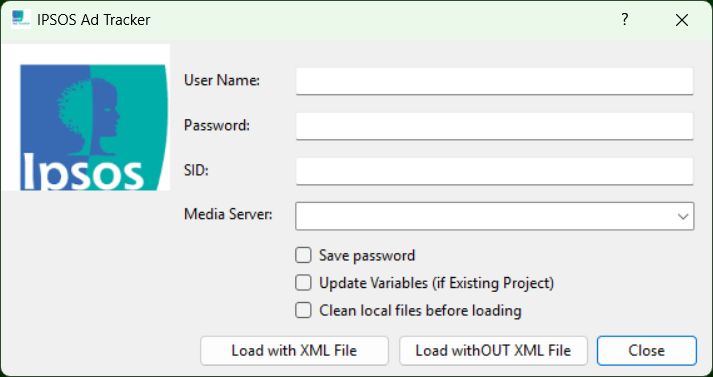 IPSOS Ad Tracker ?
Ipsos
User Name:
Password:
SID:
Media Server:
Save password
Update Variables (if Existing Project)
Clean local files before loading
Load with XML File Load withOUT XML File Close